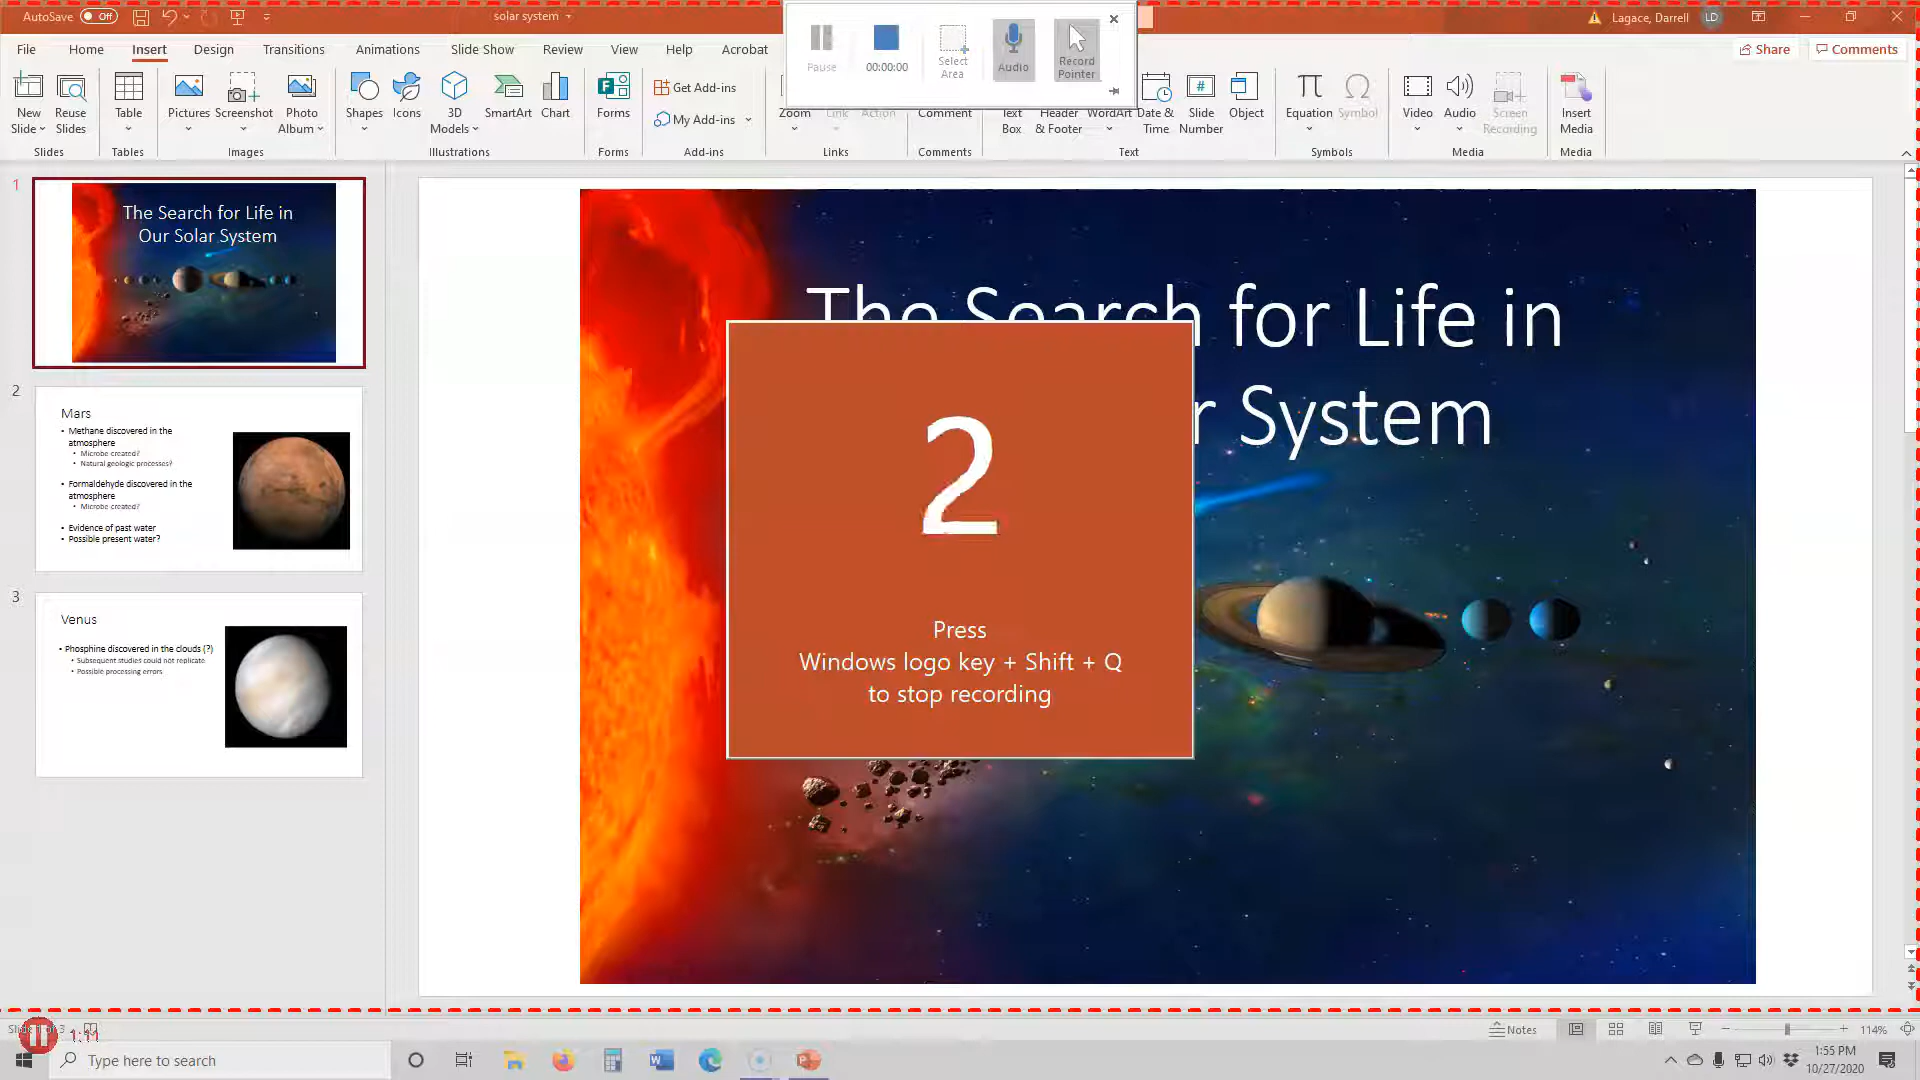 AutoSave Off
solar system
Lagace, Darrell LD
File Home Insert Design Transitions Animations Slide Show Review View Help Acrobat
Share Comments
Pause
00:00:00
Select Area
Audio
Record Pointer
New Slide
Reuse Slides
Table
Pictures
Screenshot
Photo Album
Shapes
Icons
3D Models
SmartArt
Chart
Forms
Get Add-ins
My Add-ins
Zoom
Link
Action
Comment
Text Box
Header & Footer
WordArt
Date & Time
Slide Number
Object
Equation
Symbol
Video
Audio
Screen Recording
Insert Media
Slides Tables Images Illustrations Forms Add-ins Links Comments Text Symbols Media Media
1
The Search for Life in
Our Solar System
2
Mars
Methane discovered in the
atmosphere
Microbe created?
Natural geologic processes?
Formaldehyde discovered in the
atmosphere
Microbe created?
Evidence of past water
Possible present water?
3
Venus
Phosphine discovered in the clouds (?)
Subsequent studies could not replicate
Possible processing errors
The Search for Life in
System
2
Press
Windows logo key + Shift + Q
to stop recording
Notes
114%
Type here to search
1:55 PM
10/27/2020